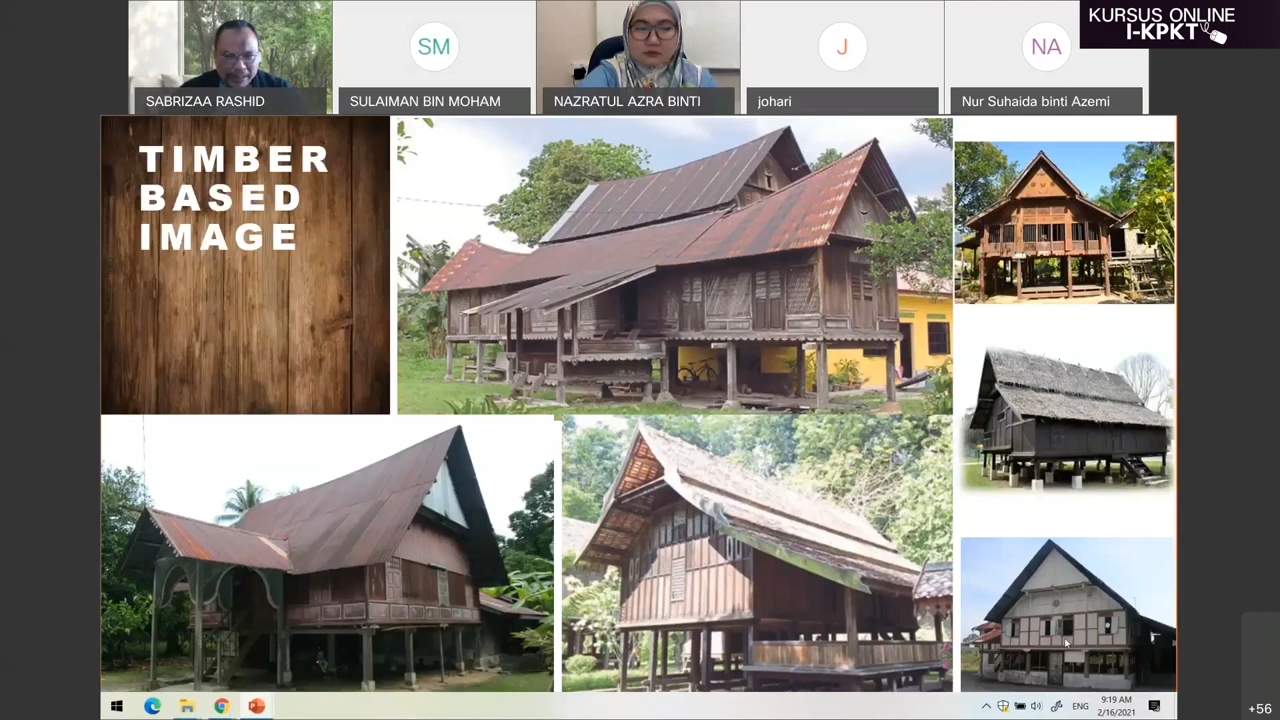 KURSUS ONLINE
I-KPKT
SM
J
NA
SABRIZAA RASHID
SULAIMAN BIN MOHAM
NAZRATUL AZRA BINTI
johari
Nur Suhaida binti Azemi
TIMBER
BASED
IMAGE
ENG
9:19 AM
2/16/2021
+56